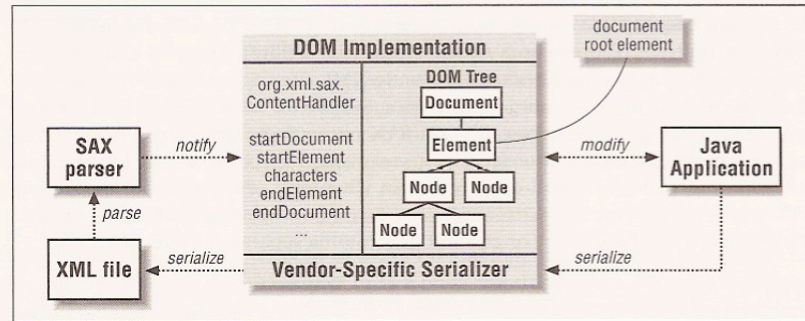 DOM Implementation
document
root element
org.xml.sax.
ContentHandler
startDocument
startElement
characters
endElement
endDocument
...
DOM Tree
Document
Element
Node
Node
Node
Node
SAX
parser
notify
modify
Java
Application
parse
XML file
serialize
Vendor-Specific Serializer
serialize